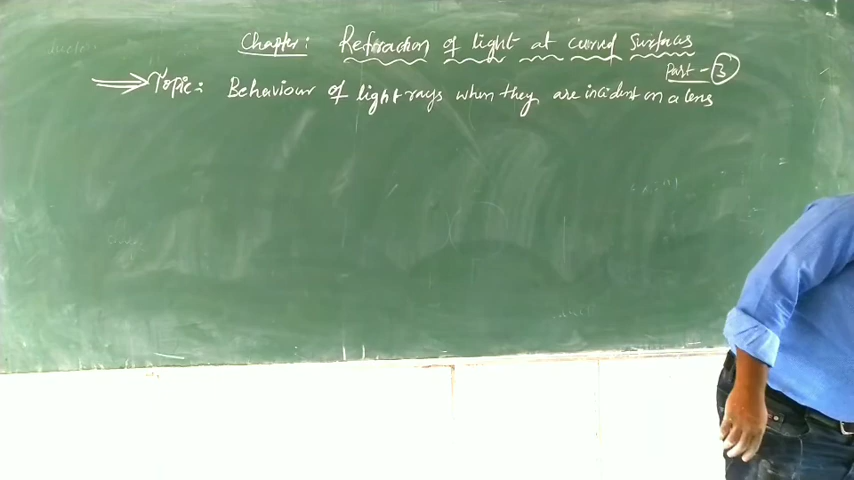 Chapter: Refraction of light at curved surfaces
Part - 3
Topic: Behaviour of light rays when they are incident on a lens